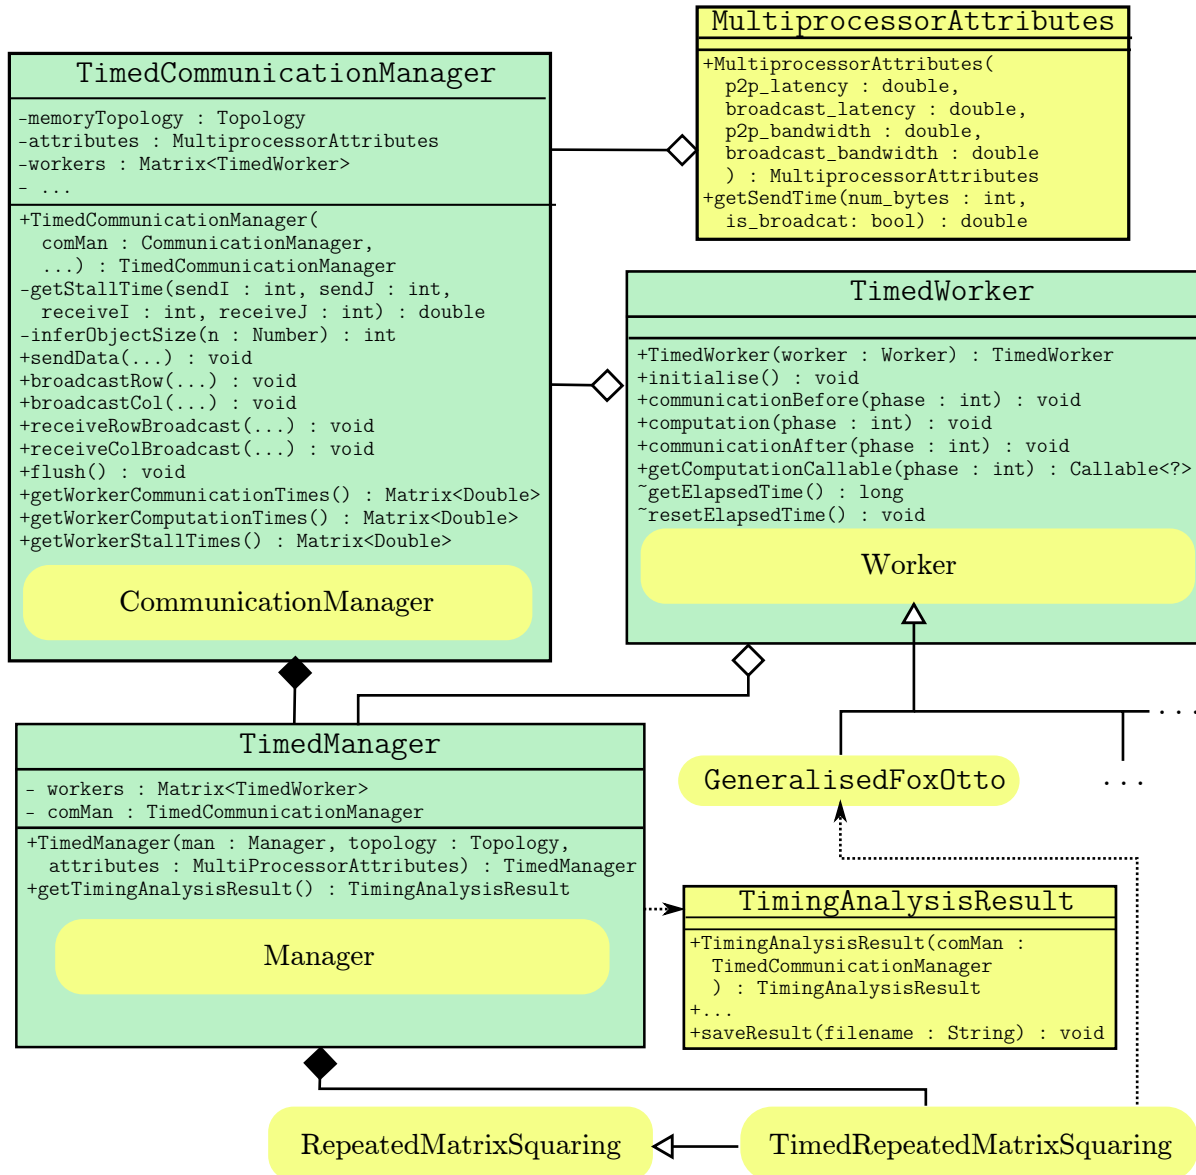 MultiprocessorAttributes
+MultiprocessorAttributes(
p2p_latency : double,
broadcast_latency : double,
p2p_bandwidth : double,
broadcast_bandwidth : double
) : MultiprocessorAttributes
+getSendTime(num_bytes : int,
is_broadcat: bool) : double
TimedCommunicationManager
-memoryTopology : Topology
-attributes : MultiprocessorAttributes
-workers : Matrix<TimedWorker>
- ...
+TimedCommunicationManager(
comMan : CommunicationManager,
...) : TimedCommunicationManager
-getStallTime(sendI : int, sendJ : int,
receiveI : int, receiveJ : int) : double
-inferObjectSize(n : Number) : int
+sendData(...) : void
+broadcastRow(...) : void
+broadcastCol(...) : void
+receiveRowBroadcast(...) : void
+receiveColBroadcast(...) : void
+flush() : void
+getWorkerCommunicationTimes() : Matrix<Double>
+getWorkerComputationTimes() : Matrix<Double>
+getWorkerStallTimes() : Matrix<Double>
CommunicationManager
TimedWorker
+TimedWorker(worker : Worker) : TimedWorker
+initialise() : void
+communicationBefore(phase : int) : void
+computation(phase : int) : void
+communicationAfter(phase : int) : void
+getComputationCallable(phase : int) : Callable<?>
~getElapsedTime() : long
~resetElapsedTime() : void
Worker
TimedManager
- workers : Matrix<TimedWorker>
- comMan : TimedCommunicationManager
+TimedManager(man : Manager, topology : Topology,
attributes : MultiProcessorAttributes) : TimedManager
+getTimingAnalysisResult() : TimingAnalysisResult
Manager
...
GeneralisedFoxOtto
...
TimingAnalysisResult
+TimingAnalysisResult(comMan :
TimedCommunicationManager
) : TimingAnalysisResult
+...
+saveResult(filename : String) : void
RepeatedMatrixSquaring
TimedRepeatedMatrixSquaring